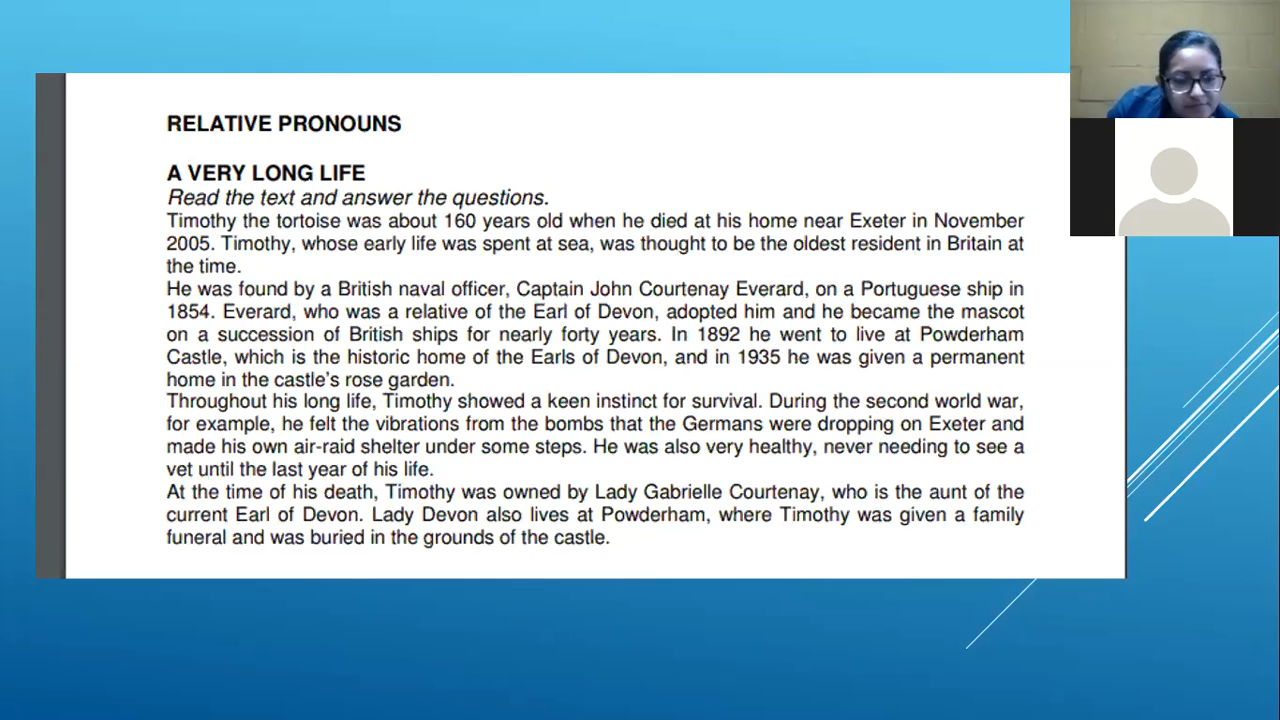 RELATIVE PRONOUNS
A VERY LONG LIFE
Read the text and answer the questions.
Timothy the tortoise was about 160 years old when he died at his home near Exeter in November
2005. Timothy, whose early life was spent at sea, was thought to be the oldest resident in Britain at
the time.
He was found by a British naval officer, Captain John Courtenay Everard, on a Portuguese ship in
1854. Everard, who was a relative of the Earl of Devon, adopted him and he became the mascot
on a succession of British ships for nearly forty years. In 1892 he went to live at Powderham
Castle, which is the historic home of the Earls of Devon, and in 1935 he was given a permanent
home in the castle's rose garden.
Throughout his long life, Timothy showed a keen instinct for survival. During the second world war,
for example, he felt the vibrations from the bombs that the Germans were dropping on Exeter and
made his own air-raid shelter under some steps. He was also very healthy, never needing to see a
vet until the last year of his life.
At the time of his death, Timothy was owned by Lady Gabrielle Courtenay, who is the aunt of the
current Earl of Devon. Lady Devon also lives at Powderham, where Timothy was given a family
funeral and was buried in the grounds of the castle.